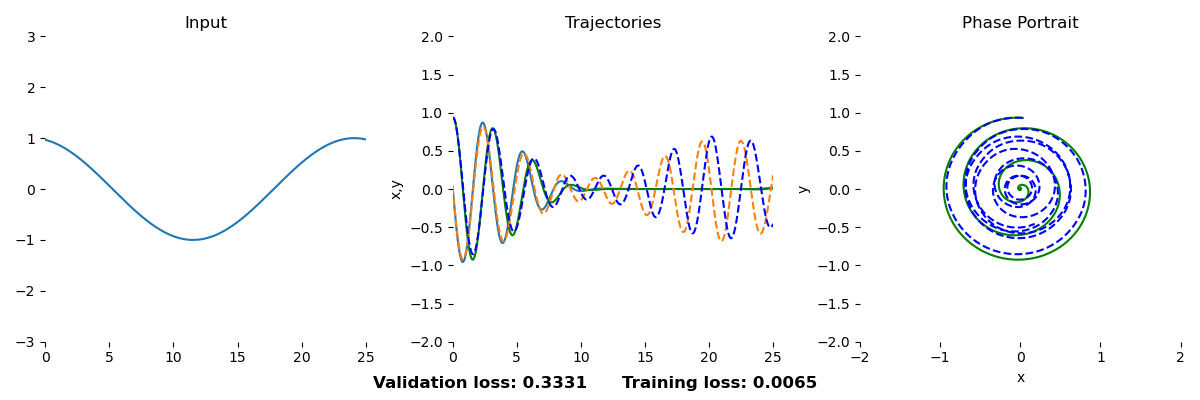 Input
3
2
1
0
−1
−2
−3
0 5 10 15 20 25
Trajectories
x,y
2.0
1.5
1.0
0.5
0.0
−0.5
−1.0
−1.5
−2.0
0 5 10 15 20 25
Phase Portrait
y
2.0
1.5
1.0
0.5
0.0
−0.5
−1.0
−1.5
−2.0
−2 −1 0 1 2
x
Validation loss: 0.3331 Training loss: 0.0065